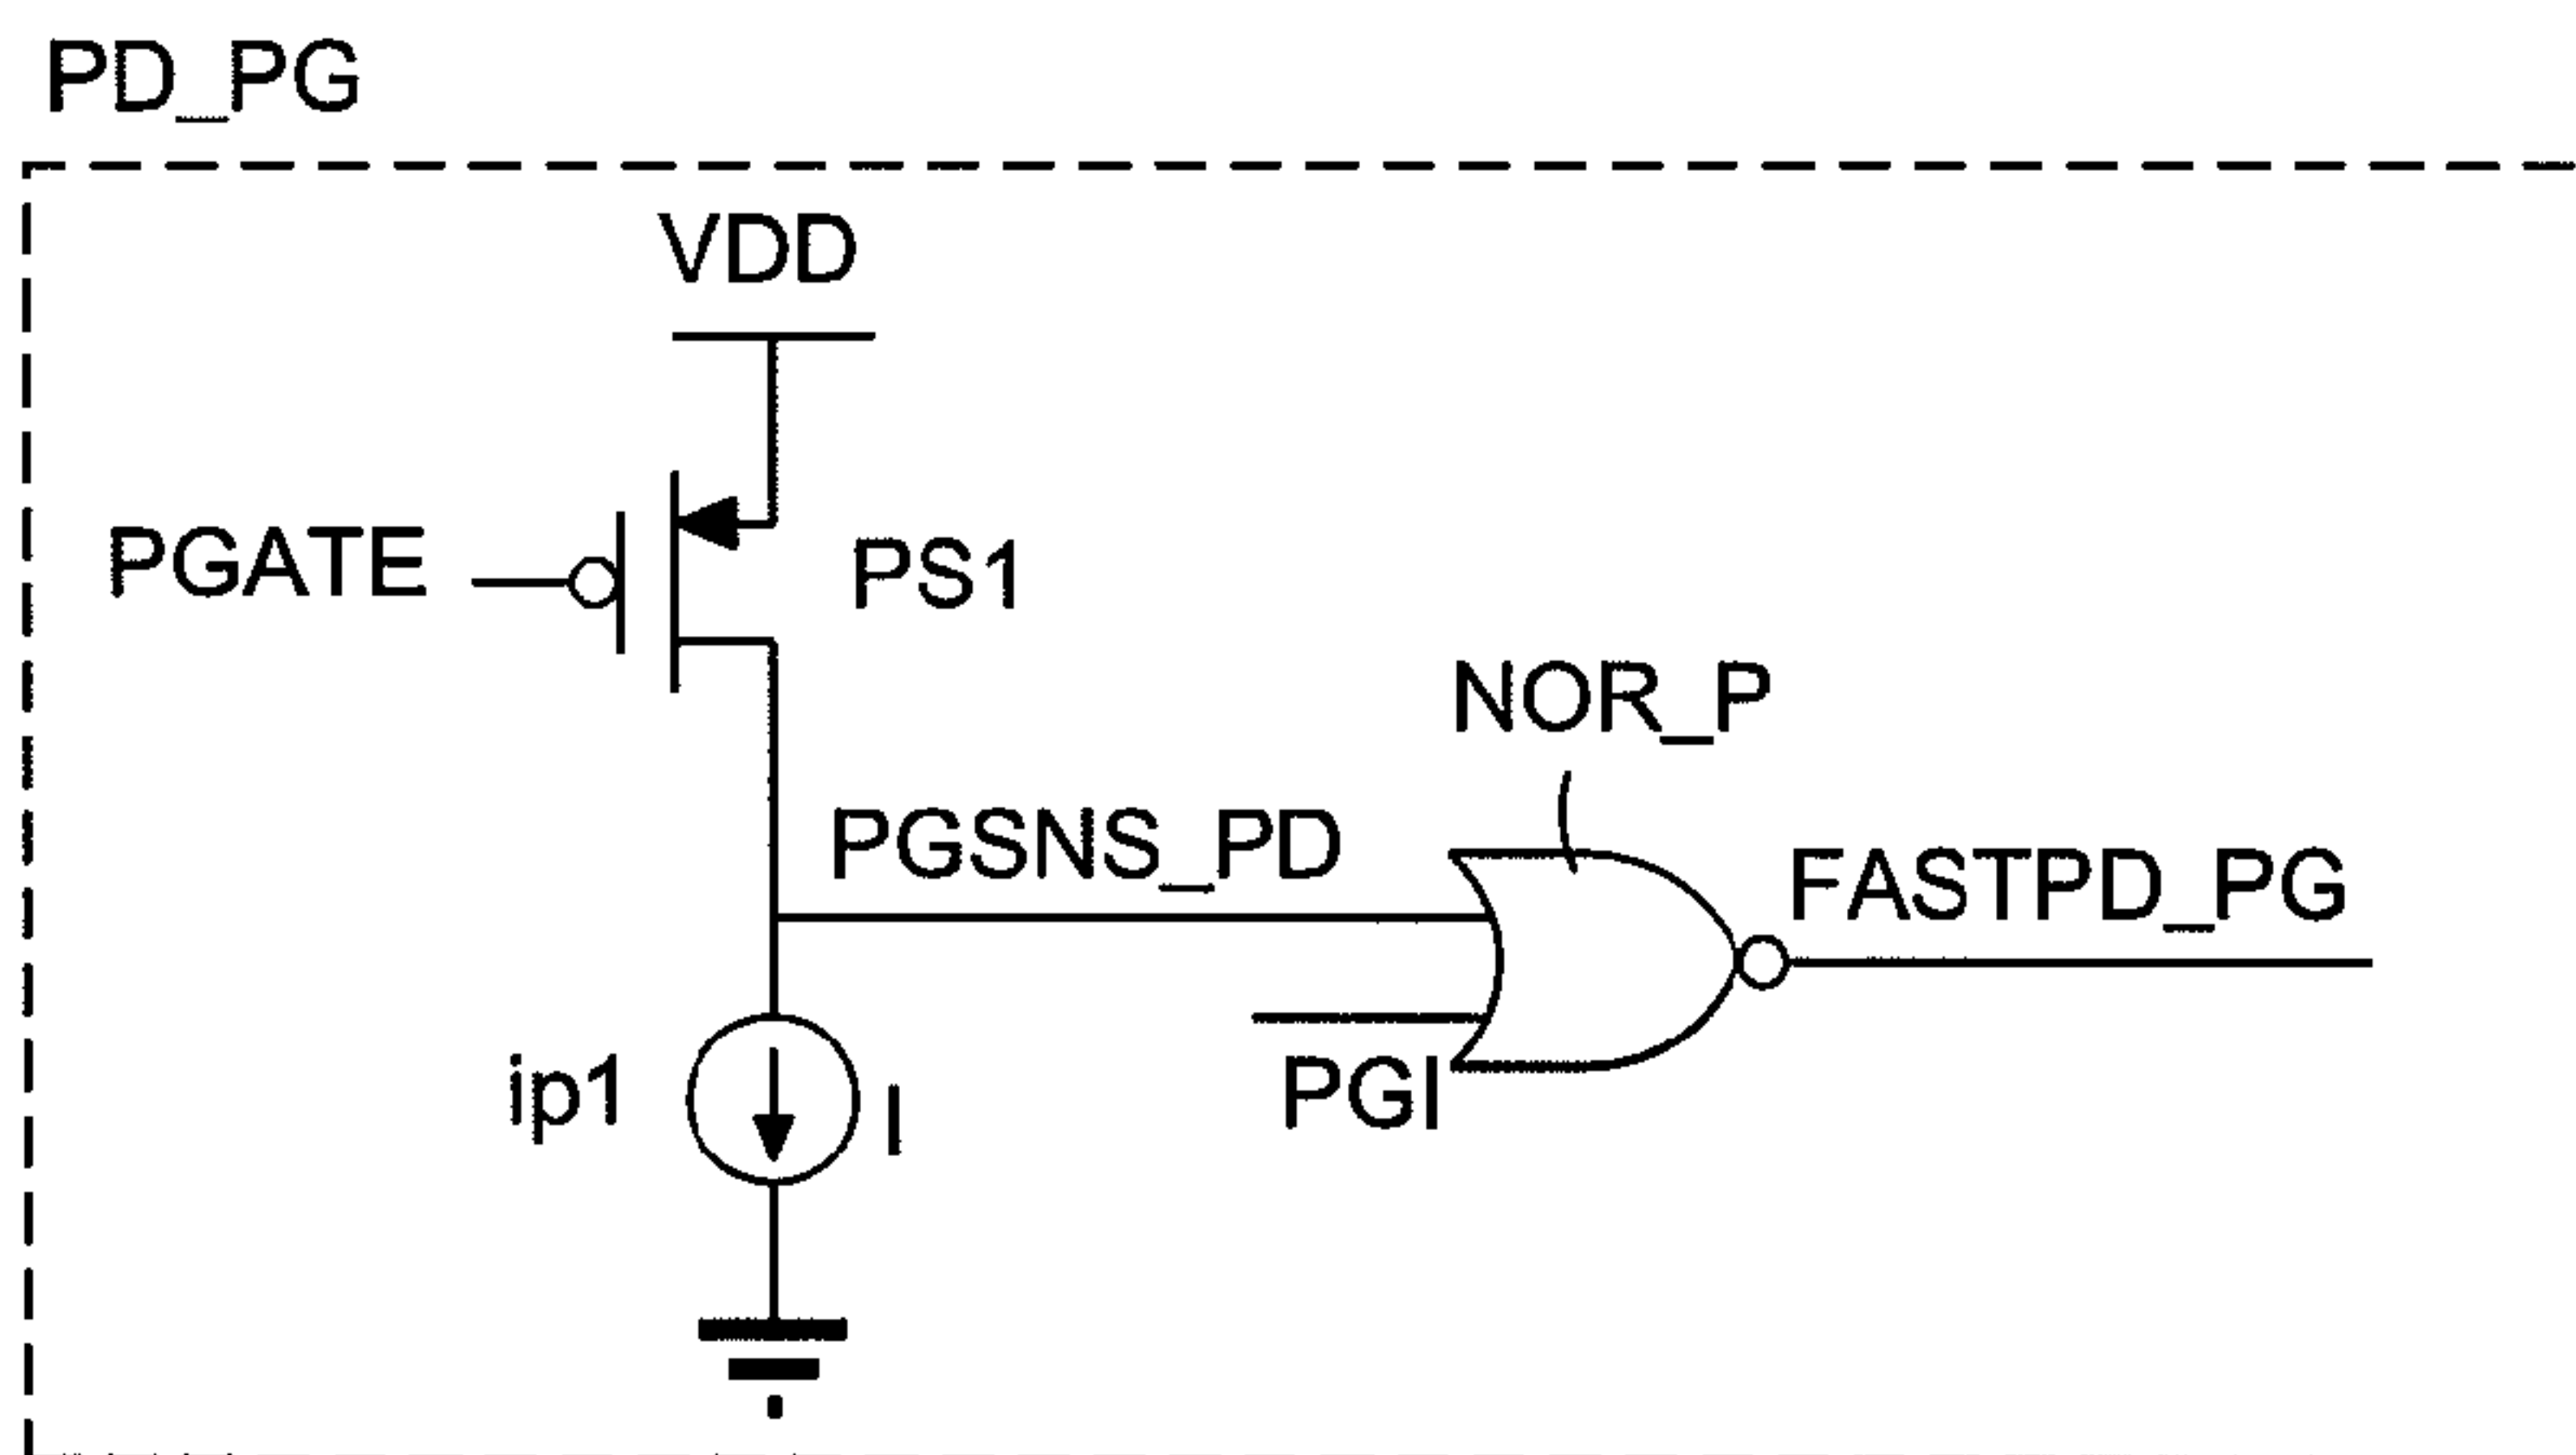 PD_PG
VDD
PGATE
PS1
NOR_P
PGSNS_PD
FASTPD_PG
PGI
ip1
I